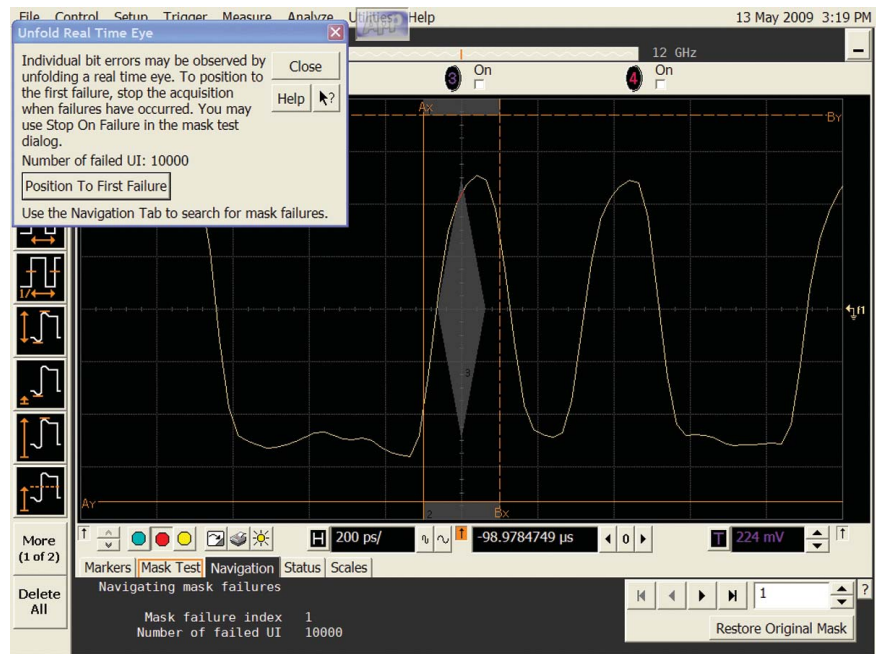 File Control Setup Trigger Measure Analyze Utilities Help
13 May 2009 3:19 PM
Unfold Real Time Eye
Individual bit errors may be observed by
unfolding a real time eye. To position to
the first failure, stop the acquisition
when failures have occurred. You may
use Stop On Failure in the mask test
dialog.
Number of failed UI: 10000
Position To First Failure
Use the Navigation Tab to search for mask failures.
Close
Help
?
12 GHz
3 On
4 On
Ax
By
1/
3
Ay
2
Bx
More
(1 of 2)
Delete
All
H 200 ps/
-98.9784749 µs
0
T 224 mV
Markers Mask Test Navigation Status Scales
Navigating mask failures
Mask failure index 1
Number of failed UI 10000
1
?
Restore Original Mask